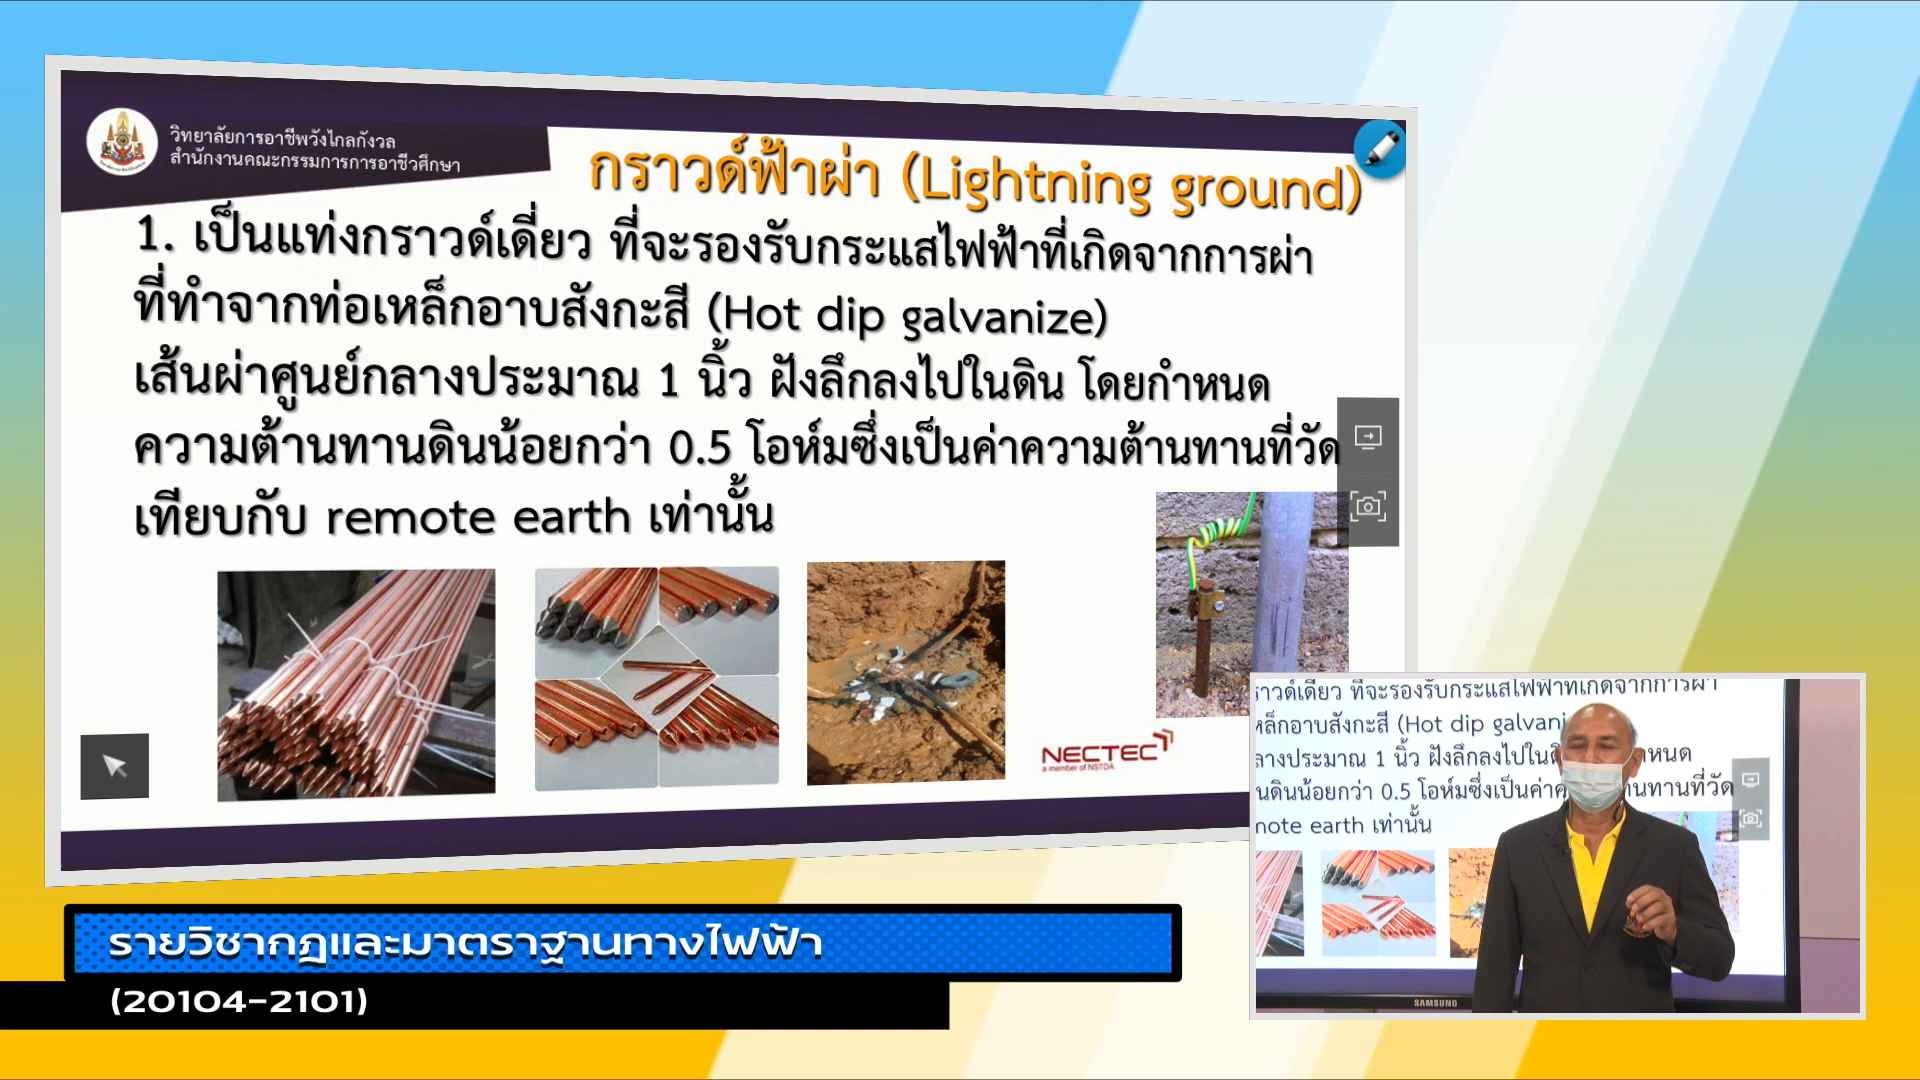 วิทยาลัยการอาชีพวังไกลกังวล
สำนักงานคณะกรรมการการอาชีวศึกษา
กราวด์ฟ้าผ่า (Lightning ground)
1. เป็นแท่งกราวด์เดี่ยว ที่จะรองรับกระแสไฟฟ้าที่เกิดจากการผ่า
ที่ทำจากท่อเหล็กอาบสังกะสี (Hot dip galvanize)
เส้นผ่าศูนย์กลางประมาณ 1 นิ้ว ฝังลึกลงไปในดิน โดยกำหนด
ความต้านทานดินน้อยกว่า 0.5 โอห์มซึ่งเป็นค่าความต้านทานที่วัด
เทียบกับ remote earth เท่านั้น
NECTEC
a member of NSTDA
ราวด์เดี่ยว ที่จะรองรับกระแสไฟฟ้าที่เกิดจากการผ่า
หล็กอาบสังกะสี (Hot dip galvani
ลางประมาณ 1 นิ้ว ฝังลึกลงไปใน หนด
นดินน้อยกว่า 0.5 โอห์มซึ่งเป็นค่า ทานที่วัด
note earth เท่านั้น
SAMSUNG
รายวิชากฎและมาตราฐานทางไฟฟ้า
(20104-2101)